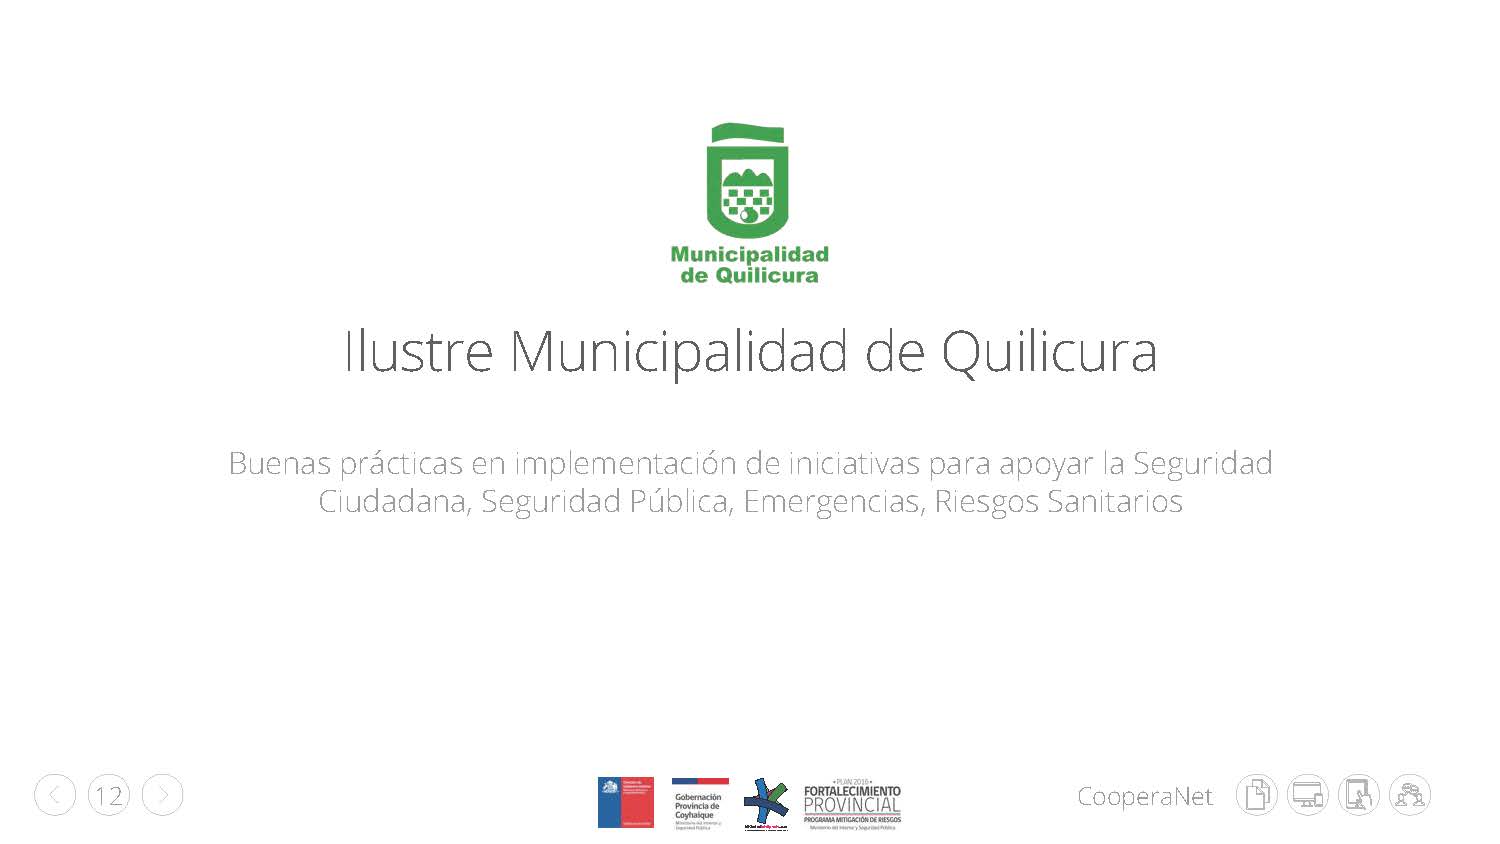 Municipalidad
de Quilicura
Ilustre Municipalidad de Quilicura
Buenas prácticas en implementación de iniciativas para apoyar la Seguridad
Ciudadana, Seguridad Pública, Emergencias, Riesgos Sanitarios
12
Gobernación
Provincia de
Coyhaique
Ministerio del Interior y
Seguridad Pública
•PLAN 2016•
FORTALECIMIENTO
PROVINCIAL
PROGRAMA MITIGACIÓN DE RIESGOS
Ministerio del Interior y Seguridad Pública
CooperaNet